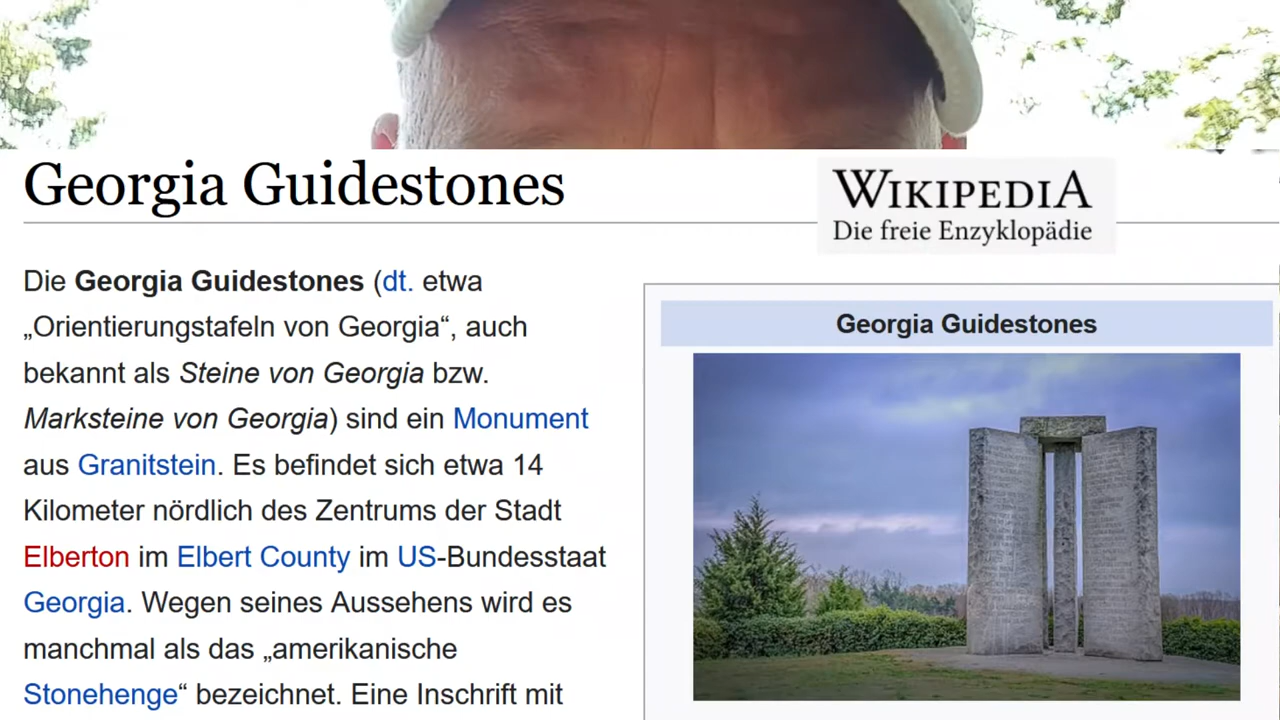 Georgia Guidestones
WIKIPEDIA
Die freie Enzyklopädie
Die Georgia Guidestones (dt. etwa
„Orientierungstafeln von Georgia“, auch
bekannt als Steine von Georgia bzw.
Marksteine von Georgia) sind ein Monument
aus Granitstein. Es befindet sich etwa 14
Kilometer nördlich des Zentrums der Stadt
Elberton im Elbert County im US-Bundesstaat
Georgia. Wegen seines Aussehens wird es
manchmal als das „amerikanische
Stonehenge“ bezeichnet. Eine Inschrift mit
Georgia Guidestones